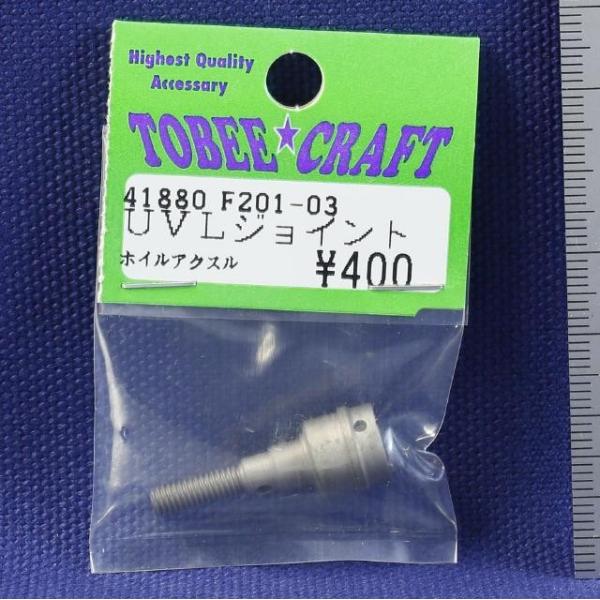 Highest Quality
Accessary
TOBEE★CRAFT
41880 F201-03
UVLジョイント
ホイルアクスル ¥400